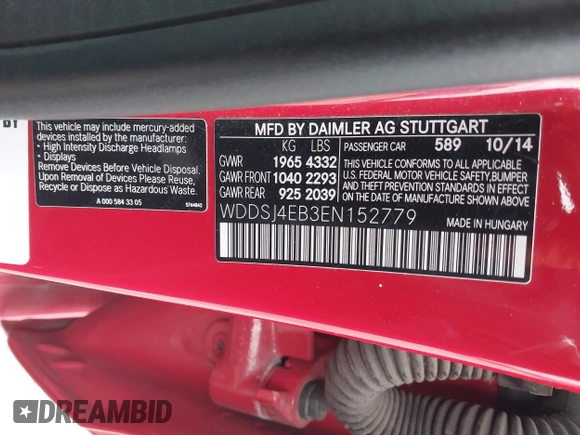 BY
This vehicle may include mercury-added
devices installed by the manufacturer:
• High Intensity Discharge Headlamps
• Displays
Remove Devices Before Vehicle Disposal.
Upon Removal of Devices Please Reuse,
Recycle or Dispose as Hazardous Waste.
A 000 584 33 05
5764842
MFD BY DAIMLER AG STUTTGART
KG LBS PASSENGER CAR 589 10/14
GVWR 1965 4332
GAWR FRONT 1040 2293
GAWR REAR 925 2039
THIS VEHICLE CONFORMS TO ALL APPLICABLE
U.S. FEDERAL MOTOR VEHICLE SAFETY,BUMPER
AND THEFT PREVENTION STANDARDS IN EFFECT
ON THE DATE OF MANUFACTURE SHOWN ABOVE.
WDDSJ4EB3EN152779
MADE IN HUNGARY
DREAMBID